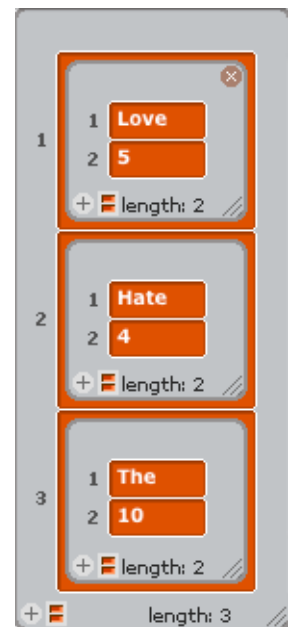 1
1 Love
2 5
+ length: 2
2
1 Hate
2 4
+ length: 2
3
1 The
2 10
+ length: 2
+ length: 3